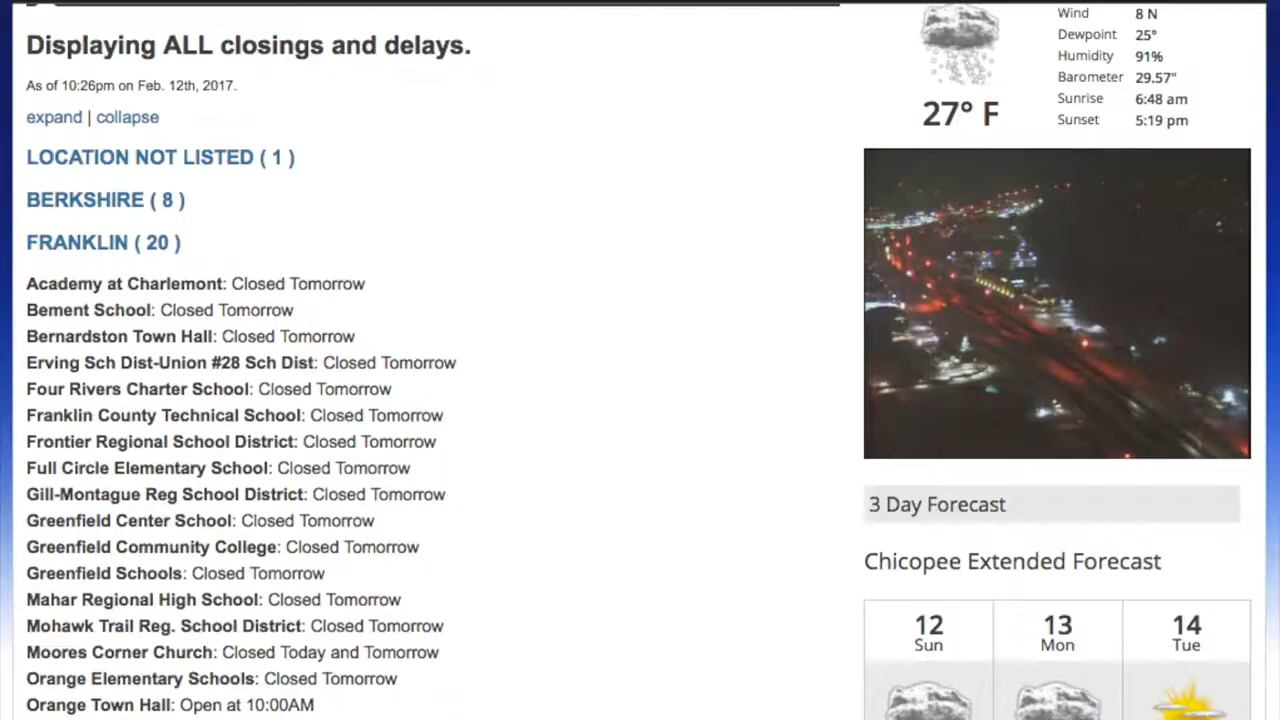 Displaying ALL closings and delays.
As of 10:26pm on Feb. 12th, 2017.
expand | collapse
LOCATION NOT LISTED ( 1 )
BERKSHIRE ( 8 )
FRANKLIN ( 20 )
Academy at Charlemont: Closed Tomorrow
Bement School: Closed Tomorrow
Bernardston Town Hall: Closed Tomorrow
Erving Sch Dist-Union #28 Sch Dist: Closed Tomorrow
Four Rivers Charter School: Closed Tomorrow
Franklin County Technical School: Closed Tomorrow
Frontier Regional School District: Closed Tomorrow
Full Circle Elementary School: Closed Tomorrow
Gill-Montague Reg School District: Closed Tomorrow
Greenfield Center School: Closed Tomorrow
Greenfield Community College: Closed Tomorrow
Greenfield Schools: Closed Tomorrow
Mahar Regional High School: Closed Tomorrow
Mohawk Trail Reg. School District: Closed Tomorrow
Moores Corner Church: Closed Today and Tomorrow
Orange Elementary Schools: Closed Tomorrow
Orange Town Hall: Open at 10:00AM
27° F
Wind 8 N
Dewpoint 25°
Humidity 91%
Barometer 29.57"
Sunrise 6:48 am
Sunset 5:19 pm
3 Day Forecast
Chicopee Extended Forecast
12 13 14
Sun Mon Tue